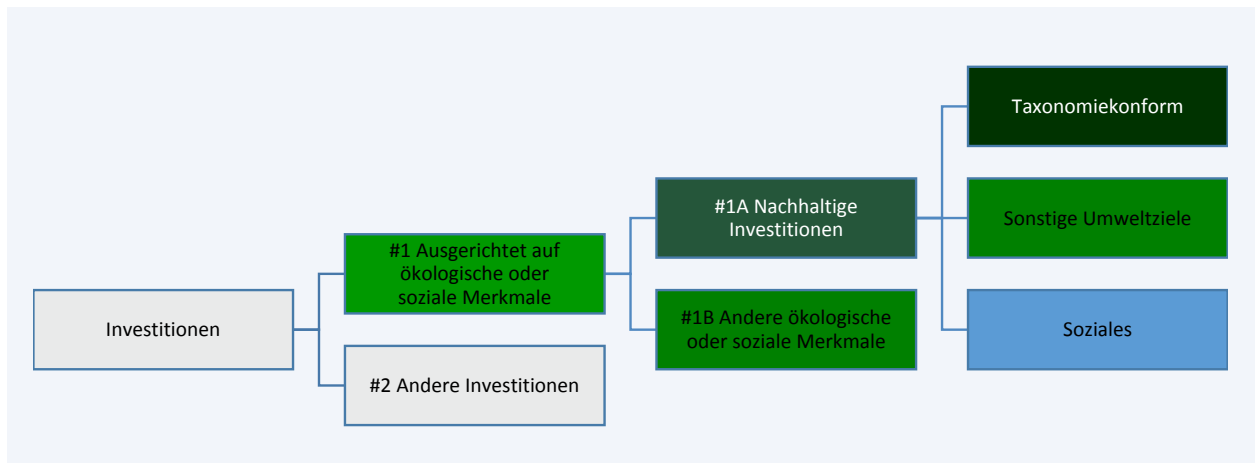 Investitionen
#1 Ausgerichtet auf
ökologische oder
soziale Merkmale
#2 Andere Investitionen
#1A Nachhaltige
Investitionen
#1B Andere ökologische
oder soziale Merkmale
Taxonomiekonform
Sonstige Umweltziele
Soziales